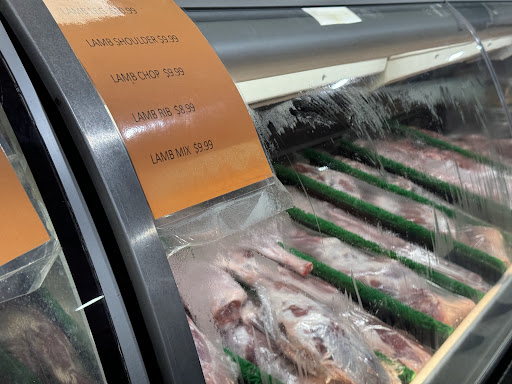 LAMB SHOULDER $9.99
LAMB CHOP $9.99
LAMB RIB $8.99
LAMB MIX $9.99